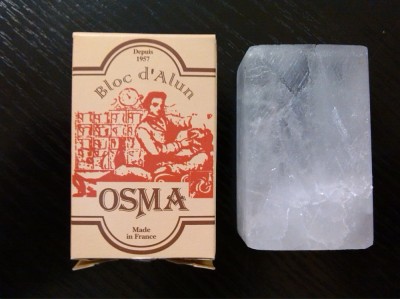 Depuis
1957
Bloc d'Alun
OSMA
Made
in France